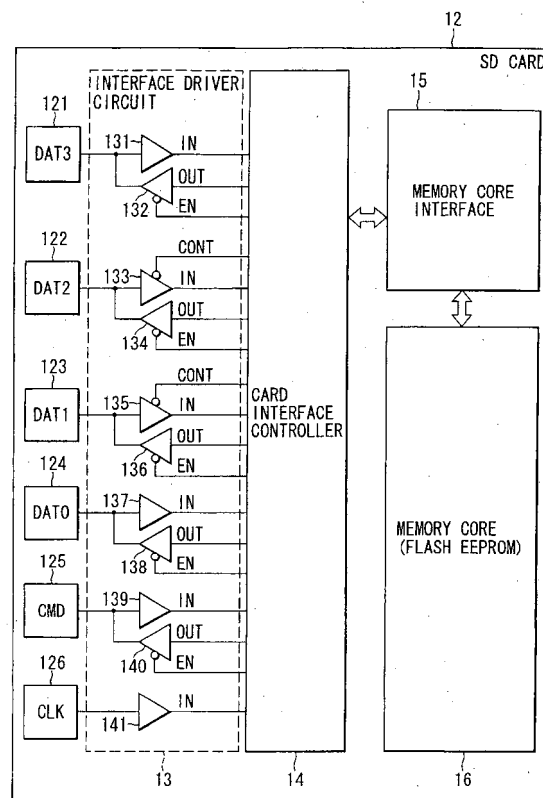 12
SD CARD
INTERFACE DRIVER
CIRCUIT
15
MEMORY CORE
INTERFACE
121
DAT3
131
IN
OUT
132
EN
122
DAT2
CONT
133
IN
OUT
134
EN
123
DAT1
CONT
135
IN
OUT
136
EN
CARD
INTERFACE
CONTROLLER
124
DAT0
137
IN
OUT
138
EN
MEMORY CORE
(FLASH EEPROM)
125
CMD
139
IN
OUT
140
EN
126
CLK
IN
141
13
14
16